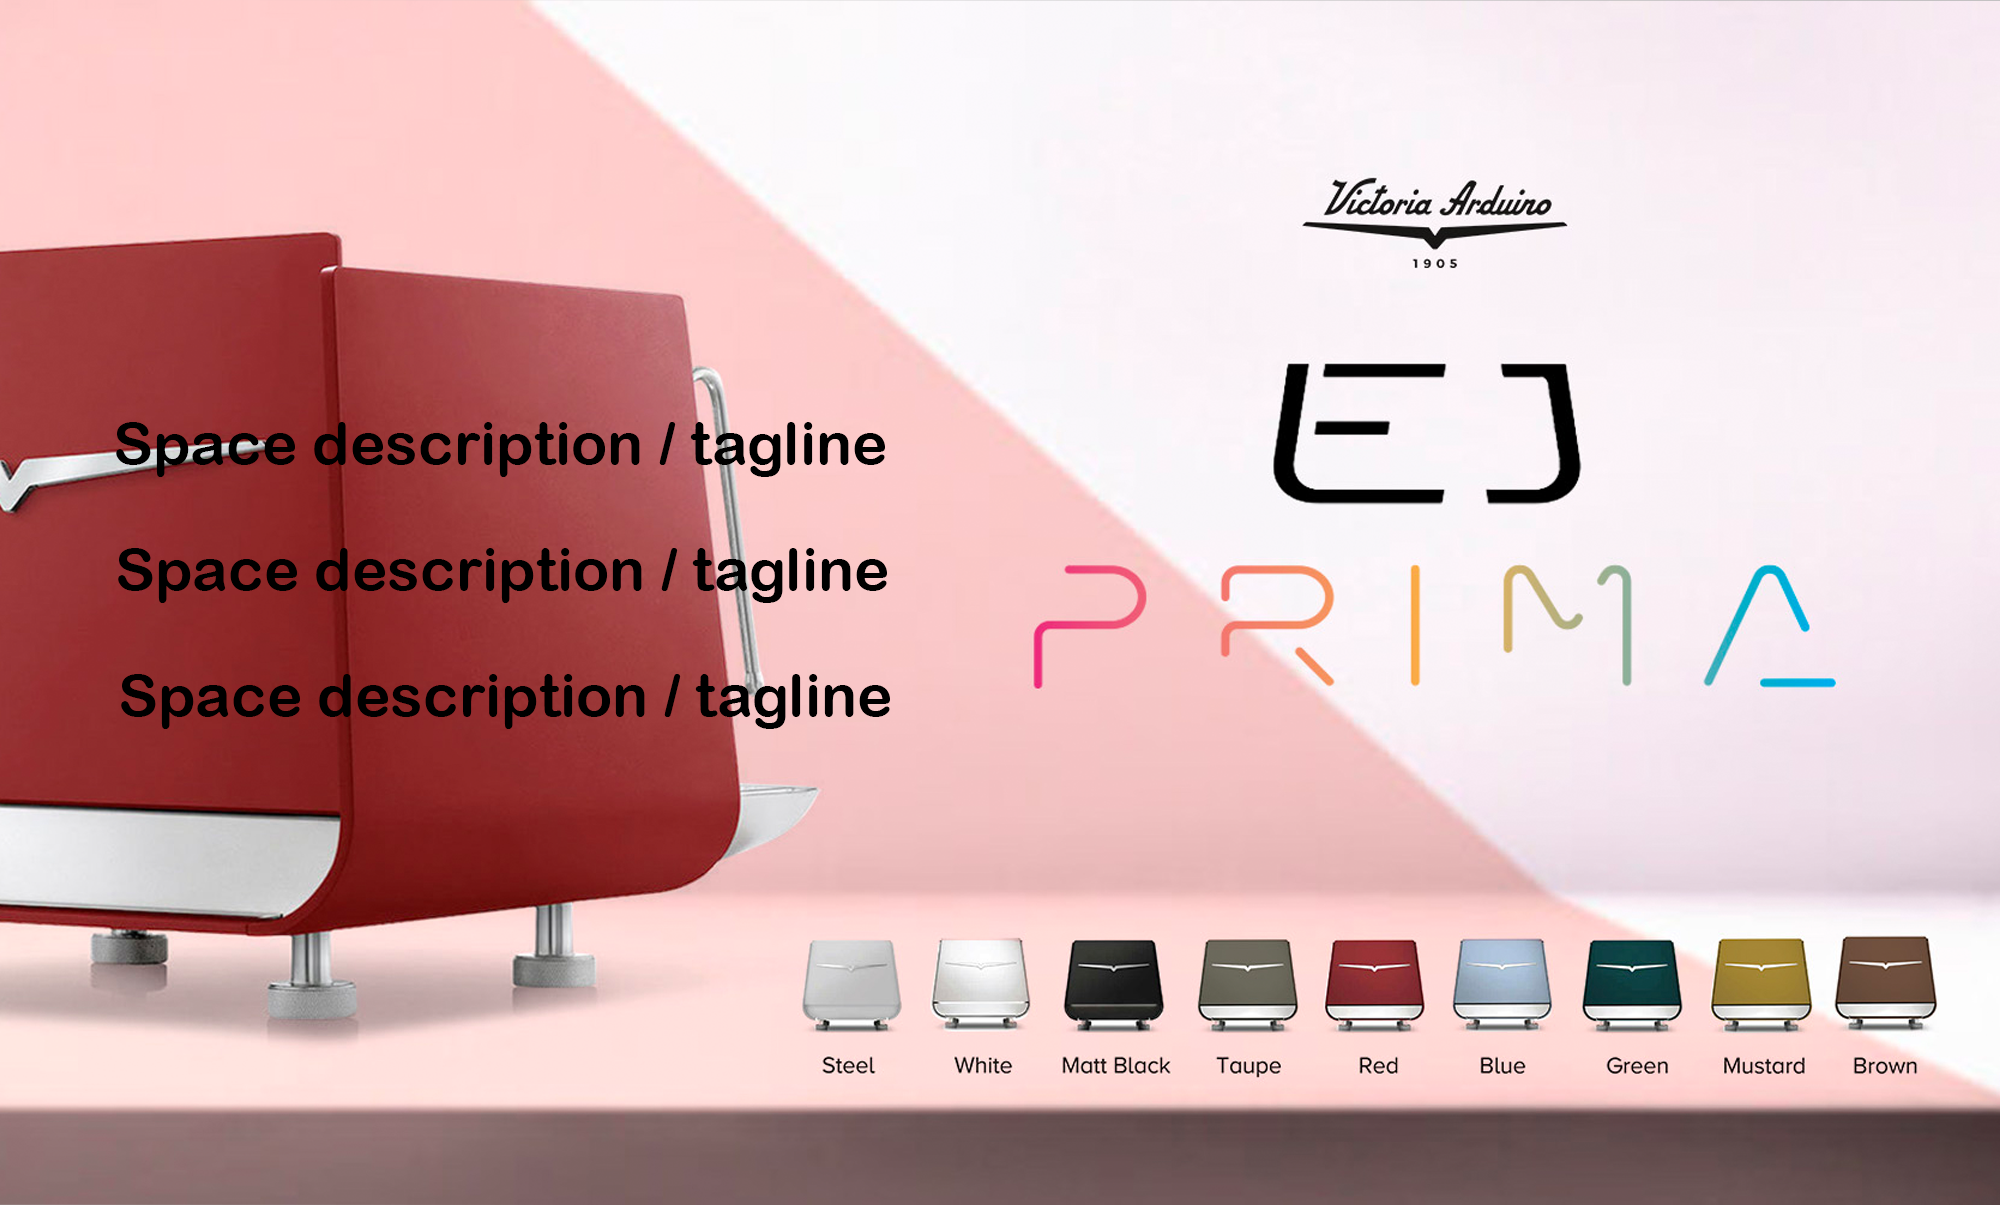 Victoria Arduino
1905
EJ
PRIMA
Space description / tagline
Space description / tagline
Space description / tagline
Steel
White
Matt Black
Taupe
Red
Blue
Green
Mustard
Brown